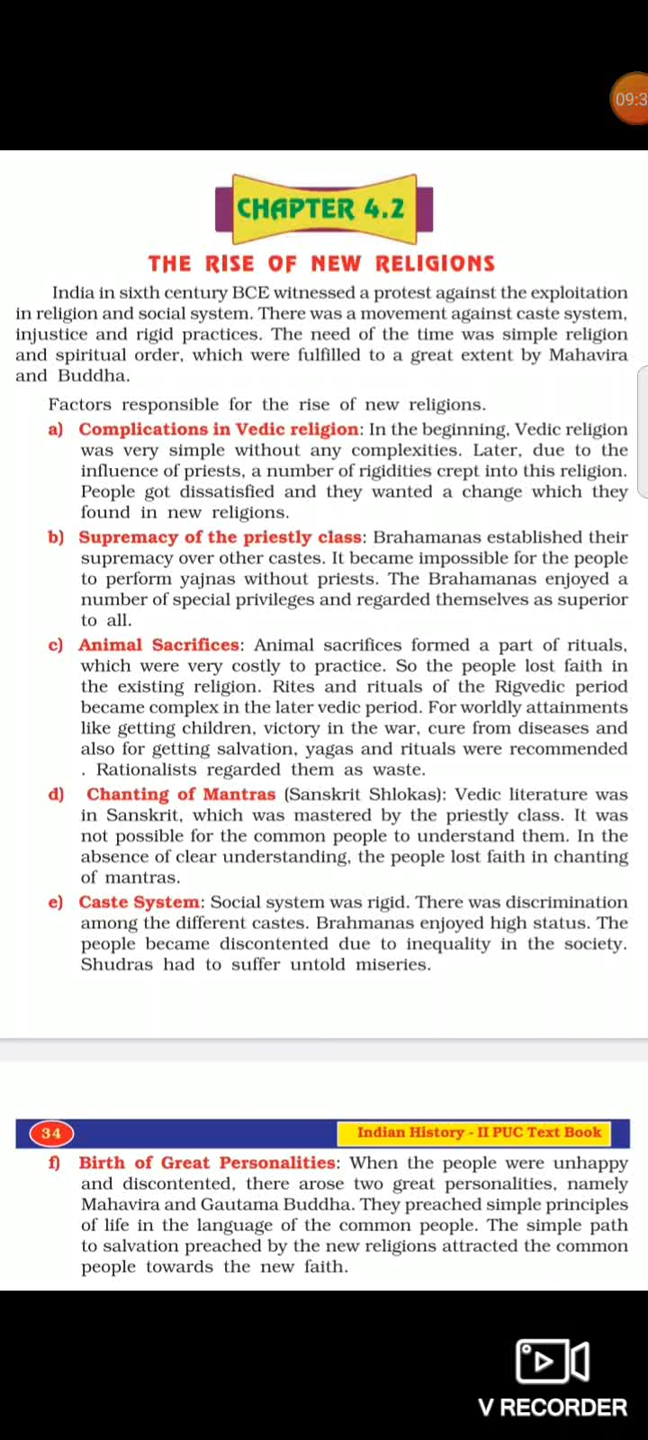 09:3
CHAPTER 4.2
THE RISE OF NEW RELIGIONS
India in sixth century BCE witnessed a protest against the exploitation
in religion and social system. There was a movement against caste system,
injustice and rigid practices. The need of the time was simple religion
and spiritual order, which were fulfilled to a great extent by Mahavira
and Buddha.
Factors responsible for the rise of new religions.
a) Complications in Vedic religion: In the beginning, Vedic religion
was very simple without any complexities. Later, due to the
influence of priests, a number of rigidities crept into this religion.
People got dissatisfied and they wanted a change which they
found in new religions.
b) Supremacy of the priestly class: Brahamanas established their
supremacy over other castes. It became impossible for the people
to perform yajnas without priests. The Brahamanas enjoyed a
number of special privileges and regarded themselves as superior
to all.
c) Animal Sacrifices: Animal sacrifices formed a part of rituals,
which were very costly to practice. So the people lost faith in
the existing religion. Rites and rituals of the Rigvedic period
became complex in the later vedic period. For worldly attainments
like getting children, victory in the war, cure from diseases and
also for getting salvation, yagas and rituals were recommended
. Rationalists regarded them as waste.
d) Chanting of Mantras (Sanskrit Shlokas): Vedic literature was
in Sanskrit, which was mastered by the priestly class. It was
not possible for the common people to understand them. In the
absence of clear understanding, the people lost faith in chanting
of mantras.
e) Caste System: Social system was rigid. There was discrimination
among the different castes. Brahmanas enjoyed high status. The
people became discontented due to inequality in the society.
Shudras had to suffer untold miseries.
34 Indian History - II PUC Text Book
f) Birth of Great Personalities: When the people were unhappy
and discontented, there arose two great personalities, namely
Mahavira and Gautama Buddha. They preached simple principles
of life in the language of the common people. The simple path
to salvation preached by the new religions attracted the common
people towards the new faith.
V RECORDER